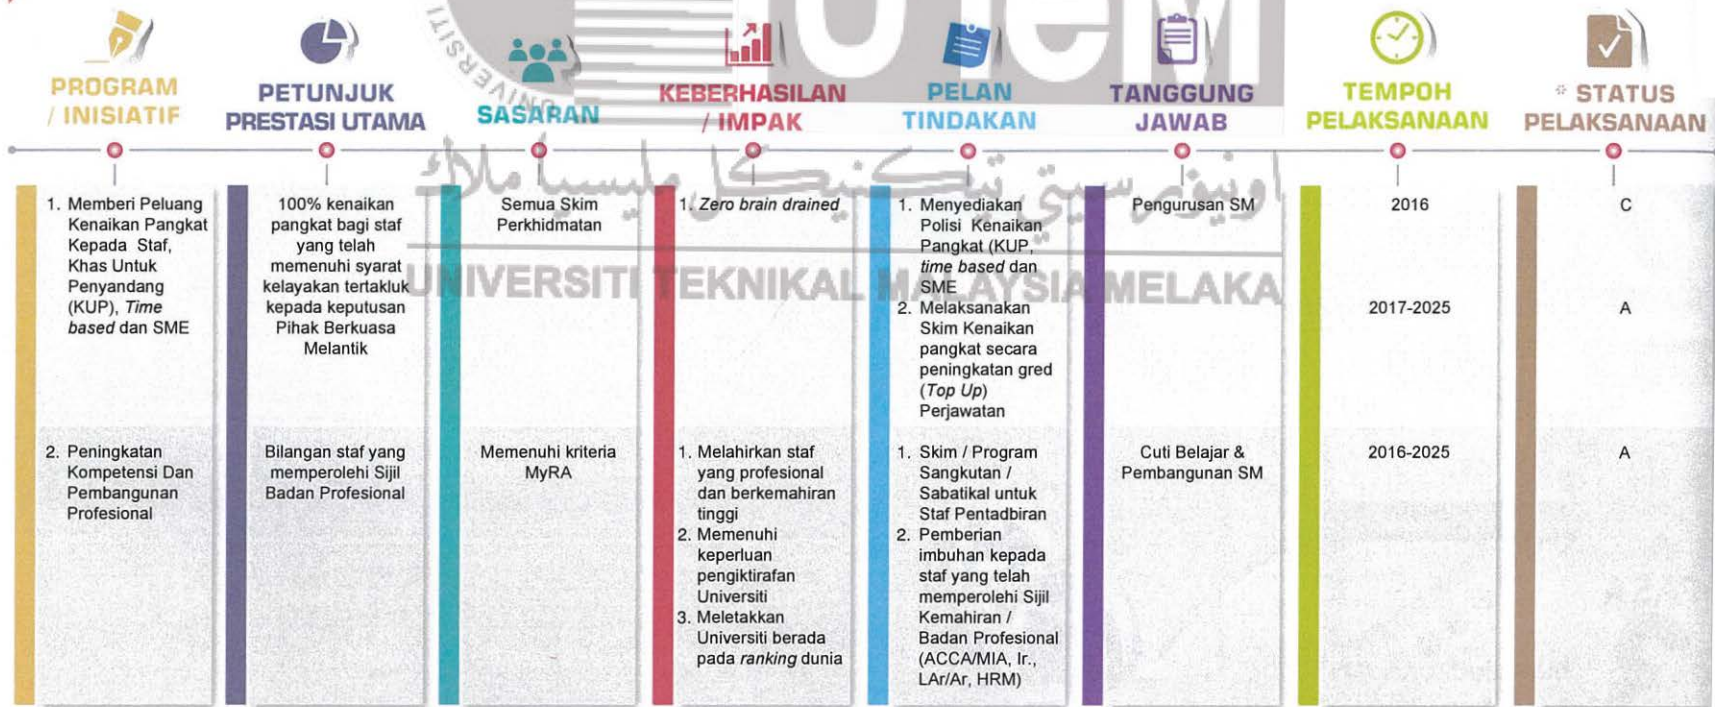 UNIVERSITI
UTeM
PROGRAM
/ INISIATIF
PETUNJUK
PRESTASI UTAMA
SASARAN
KEBERHASILAN
/ IMPAK
PELAN
TINDAKAN
TANGGUNG
JAWAB
TEMPOH
PELAKSANAAN
* STATUS
PELAKSANAAN
اونيۏرسيتي تيكنيكل مليسيا ملاك
UNIVERSITI TEKNIKAL MALAYSIA MELAKA
1. Memberi Peluang
Kenaikan Pangkat
Kepada Staf,
Khas Untuk
Penyandang
(KUP), Time
based dan SME
100% kenaikan
pangkat bagi staf
yang telah
memenuhi syarat
kelayakan tertakluk
kepada keputusan
Pihak Berkuasa
Melantik
Semua Skim
Perkhidmatan
1. Zero brain drained
1. Menyediakan
Polisi Kenaikan
Pangkat (KUP,
time based dan
SME
2. Melaksanakan
Skim Kenaikan
pangkat secara
peningkatan gred
(Top Up)
Perjawatan
Pengurusan SM
2016
2017-2025
C
A
2. Peningkatan
Kompetensi Dan
Pembangunan
Profesional
Bilangan staf yang
memperolehi Sijil
Badan Profesional
Memenuhi kriteria
MyRA
1. Melahirkan staf
yang profesional
dan berkemahiran
tinggi
2. Memenuhi
keperluan
pengiktirafan
Universiti
3. Meletakkan
Universiti berada
pada ranking dunia
1. Skim / Program
Sangkutan /
Sabatikal untuk
Staf Pentadbiran
2. Pemberian
imbuhan kepada
staf yang telah
memperolehi Sijil
Kemahiran /
Badan Profesional
(ACCA/MIA, Ir.,
LAr/Ar, HRM)
Cuti Belajar &
Pembangunan SM
2016-2025
A